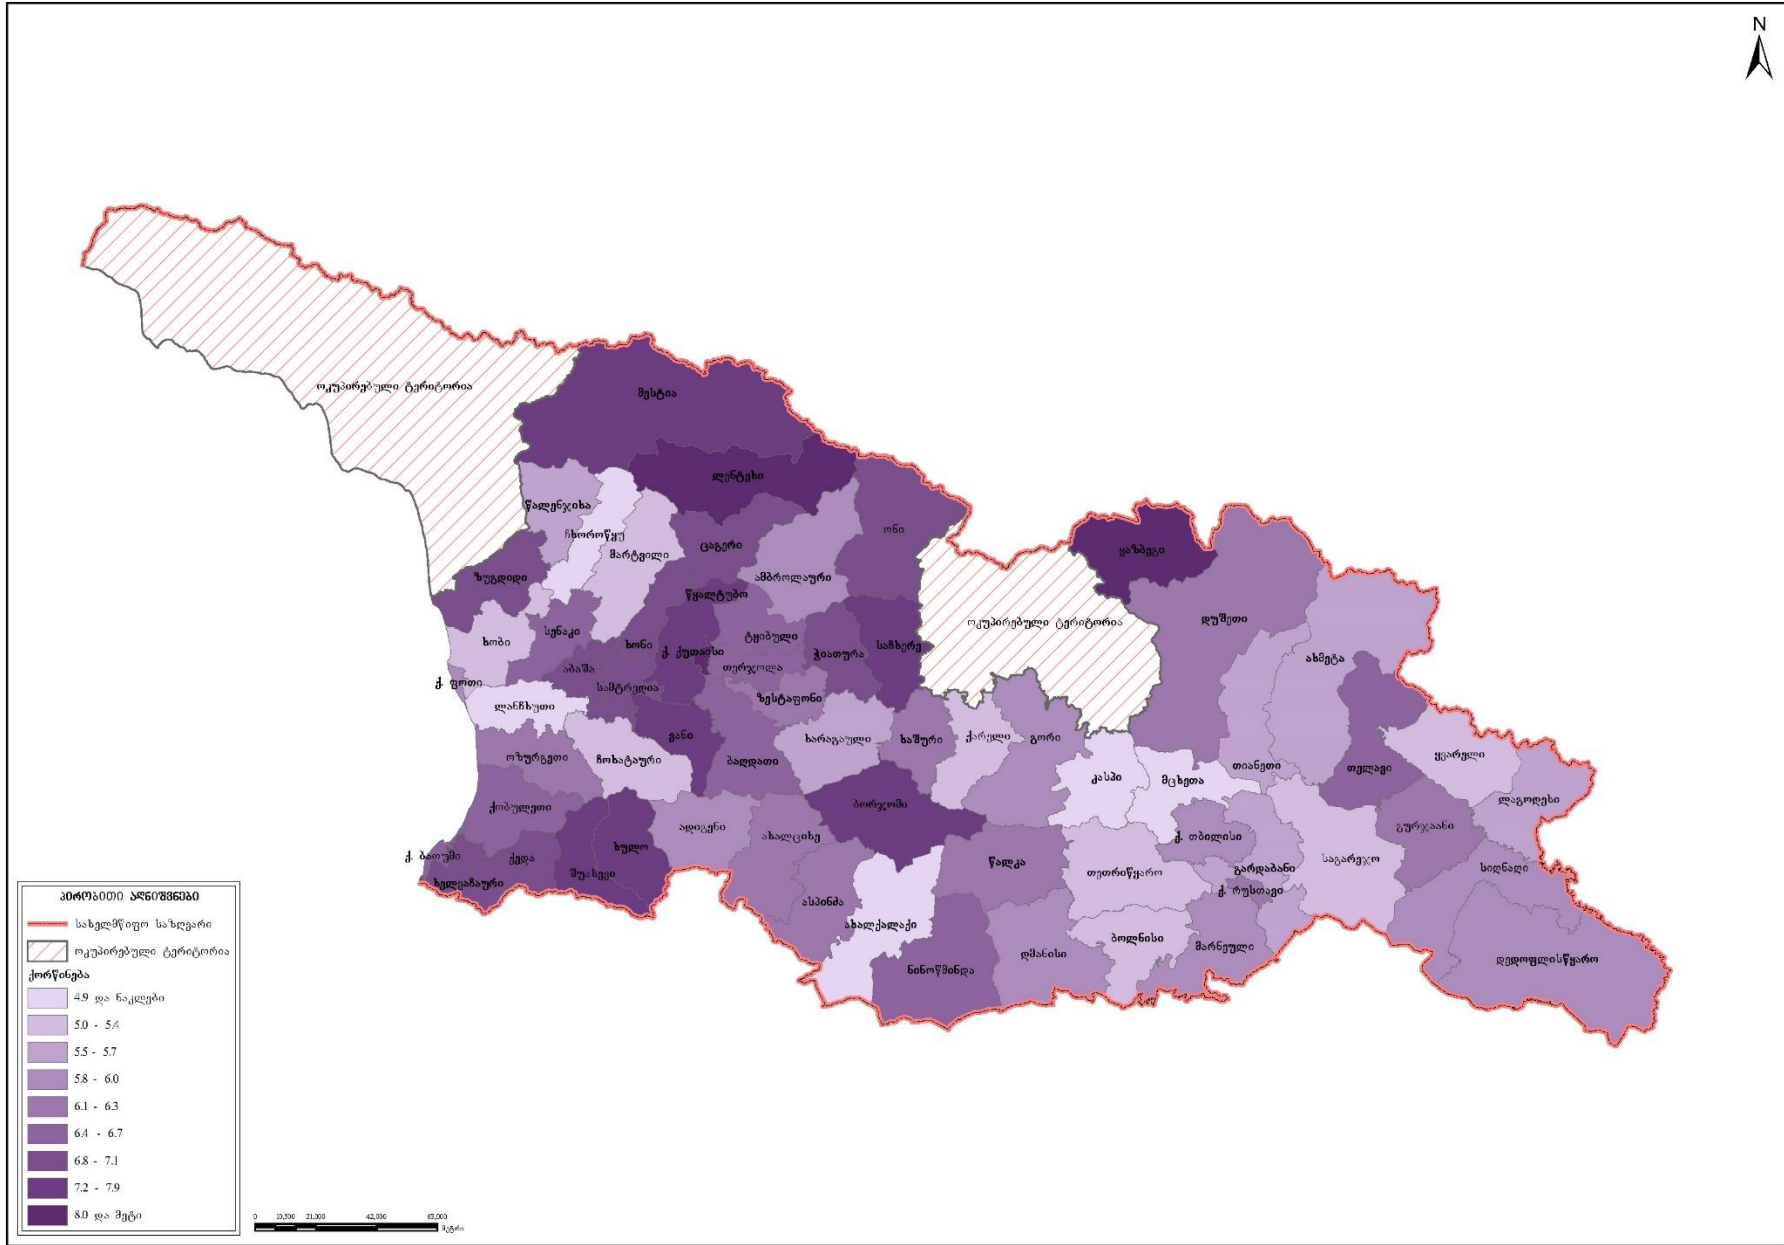 N
ოკუპირებული ტერიტორია
მესტია
ლენტეხი
წალენჯიხა
ჩხოროწყუ
მარტვილი
ცაგერი
ონი
ამბროლაური
ყაზბეგი
ზუგდიდი
წყალტუბო
ოკუპირებული ტერიტორია
დუშეთი
ხობი
სენაკი
ხონი
ქ. ქუთაისი
ტყიბული
ჭიათურა
საჩხერე
ახმეტა
აბაშა
თერჯოლა
ქ. ფოთი
სამტრედია
ზესტაფონი
ლანჩხუთი
ვანი
ხარაგაული
ხაშური
ქარელი
გორი
ოზურგეთი
ჩოხატაური
ბაღდათი
კასპი
მცხეთა
თიანეთი
თელავი
ყვარელი
ქობულეთი
ბორჯომი
ლაგოდეხი
ადიგენი
ახალციხე
ქ. თბილისი
გურჯაანი
ქ. ბათუმი
ქედა
ხულო
წალკა
საგარეჯო
ხელვაჩაური
შუახევი
თეთრიწყარო
გარდაბანი
სიღნაღი
ასპინძა
ქ. რუსთავი
ახალქალაქი
ბოლნისი
მარნეული
დმანისი
ნინოწმინდა
დედოფლისწყარო
პირობითი აღნიშვნები
სახელმწიფო საზღვარი
ოკუპირებული ტერიტორია
ქორწინება
4.9 და ნაკლები
5.0 - 5.4
5.5 - 5.7
5.8 - 6.0
6.1 - 6.3
6.4 - 6.7
6.8 - 7.1
7.2 - 7.9
8.0 და მეტი
0 10,500 21,000 42,000 63,000
მეტრი